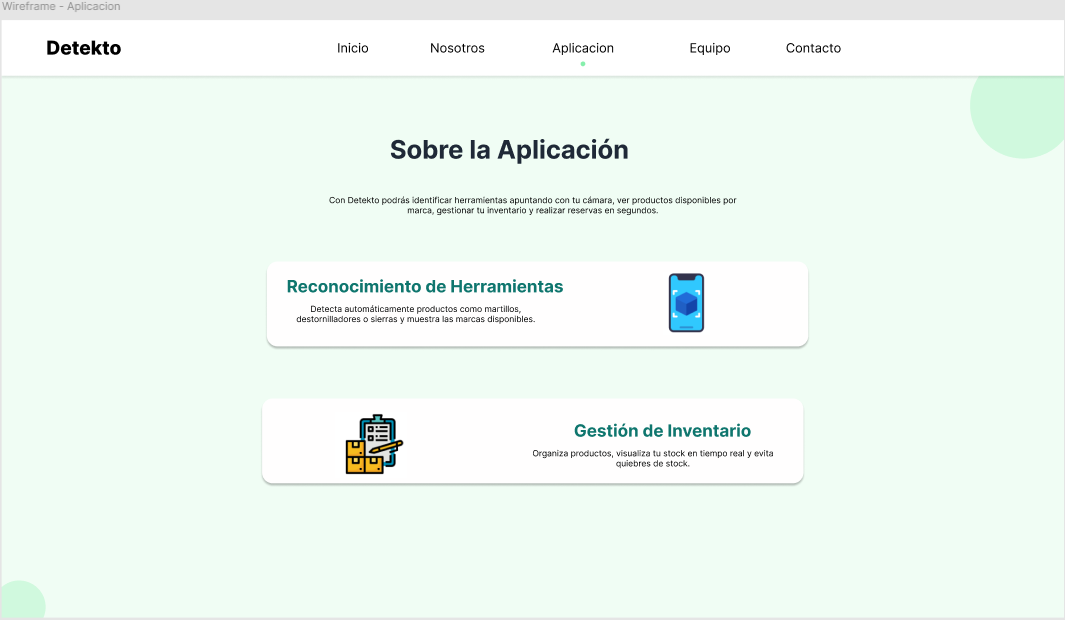 Wireframe - Aplicacion
Detekto
Inicio
Nosotros
Aplicacion
Equipo
Contacto
Sobre la Aplicación
Con Detekto podrás identificar herramientas apuntando con tu cámara, ver productos disponibles por
marca, gestionar tu inventario y realizar reservas en segundos.
Reconocimiento de Herramientas
Detecta automáticamente productos como martillos,
destornilladores o sierras y muestra las marcas disponibles.
Gestión de Inventario
Organiza productos, visualiza tu stock en tiempo real y evita
quiebres de stock.